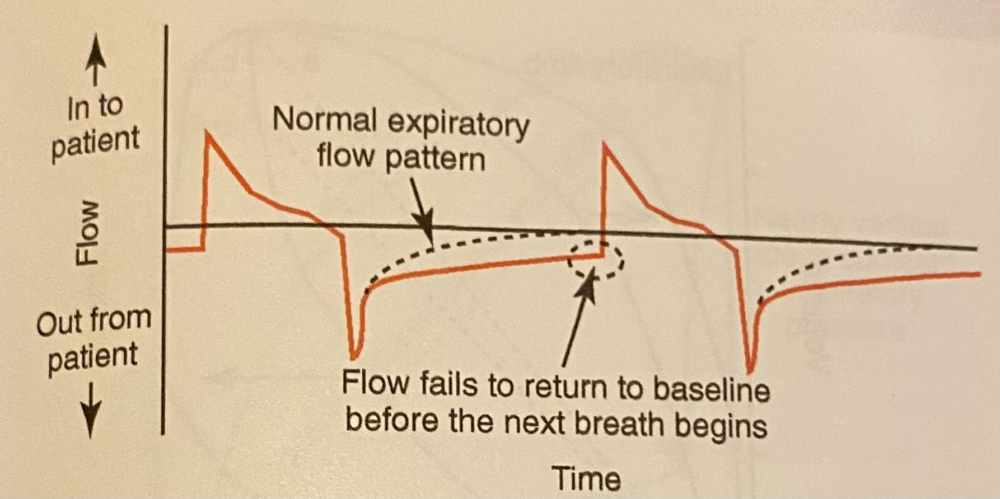 In to
patient
Flow
Out from
patient
Normal expiratory
flow pattern
Flow fails to return to baseline
before the next breath begins
Time